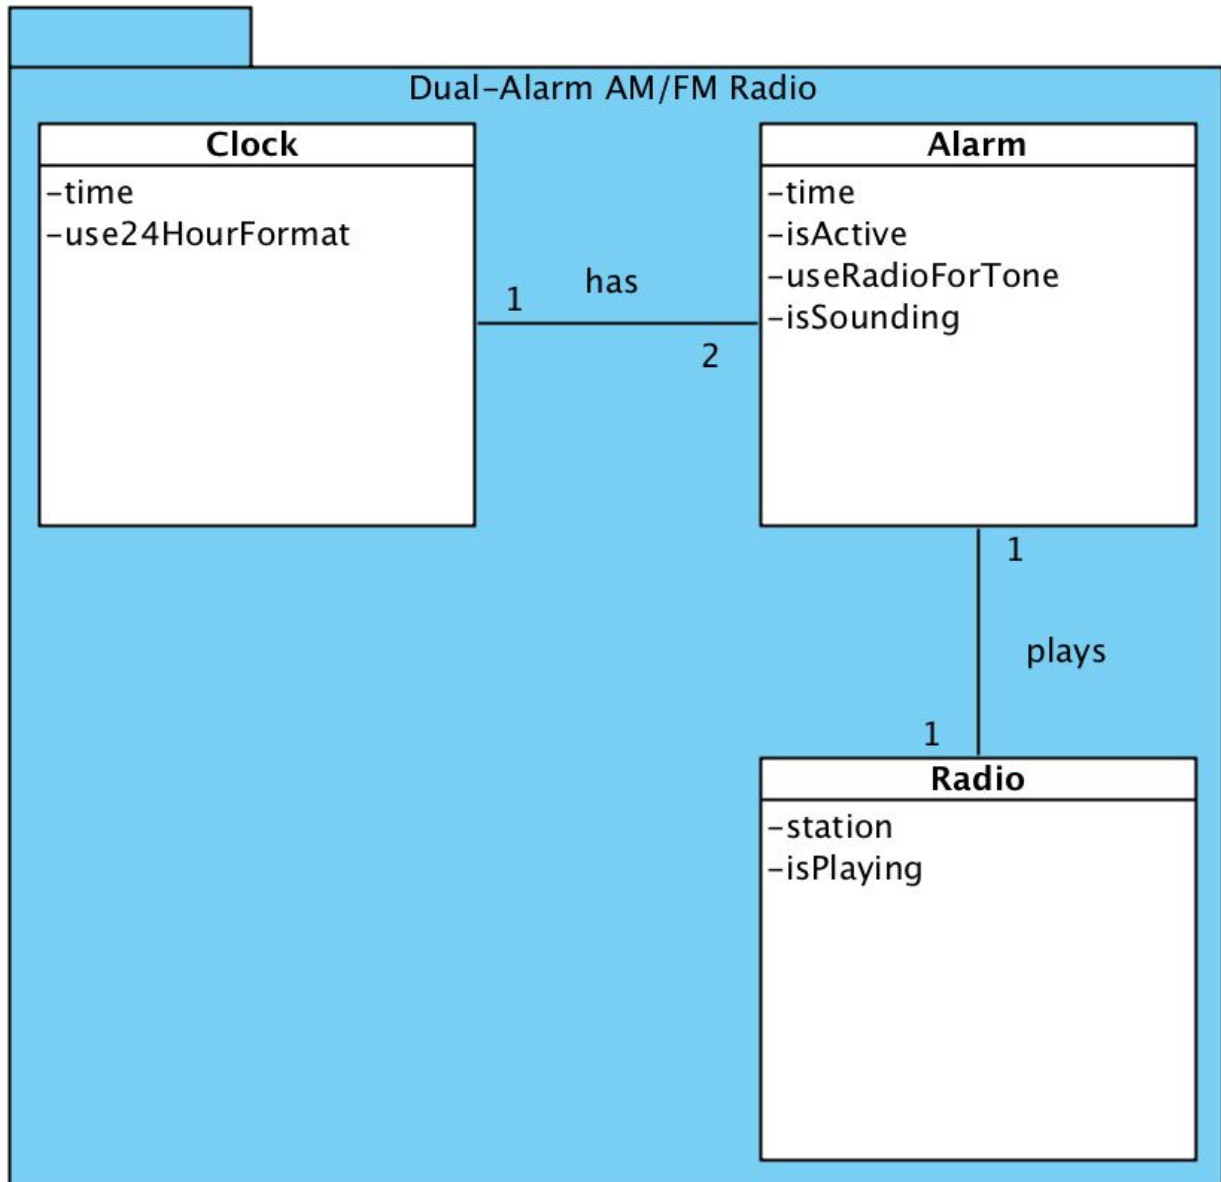 Dual-Alarm AM/FM Radio
Clock
-time
-use24HourFormat
Alarm
-time
-isActive
-useRadioForTone
-isSounding
has
1
2
1
plays
1
Radio
-station
-isPlaying